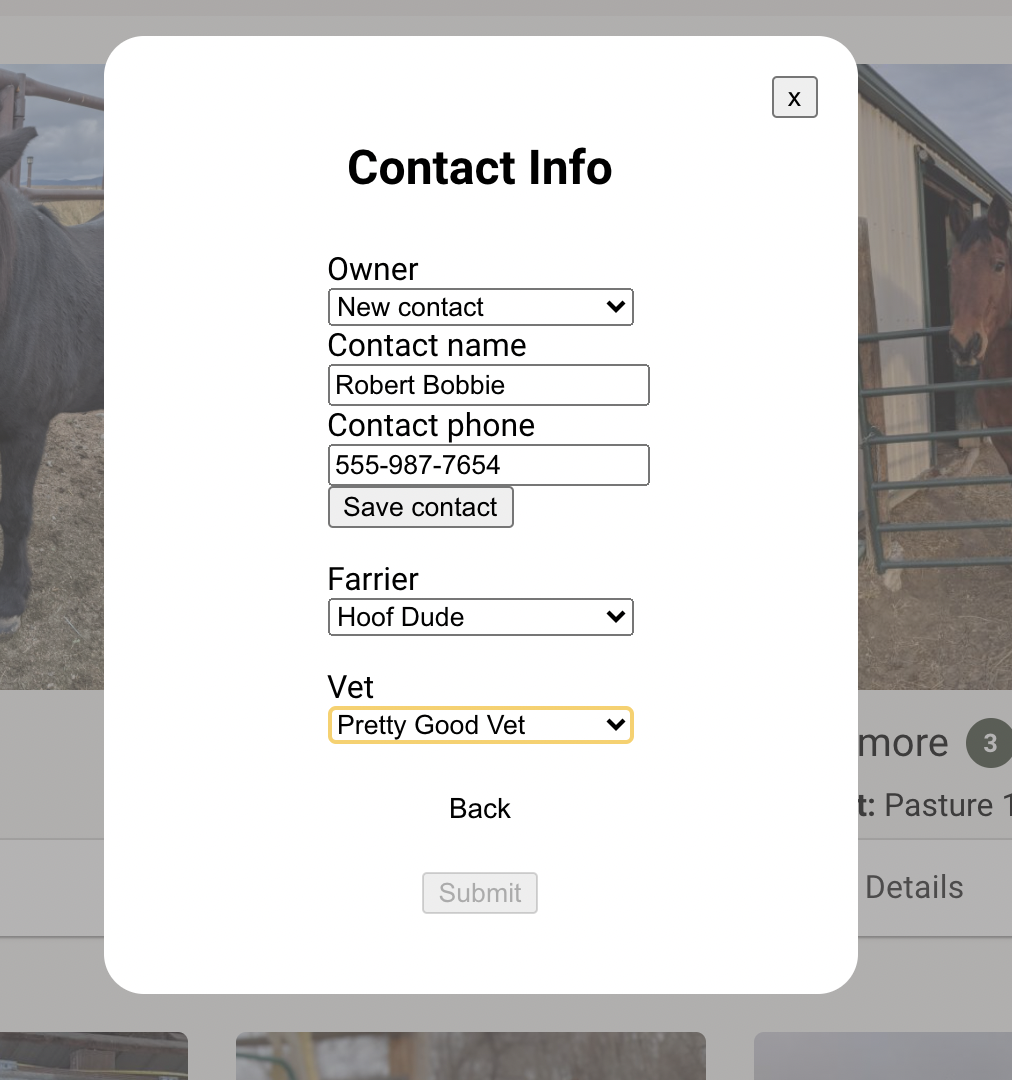 x
Contact Info
Owner
New contact
Contact name
Robert Bobbie
Contact phone
555-987-7654
Save contact
Farrier
Hoof Dude
Vet
Pretty Good Vet
more 3
t: Pasture 1
Back
Details
Submit